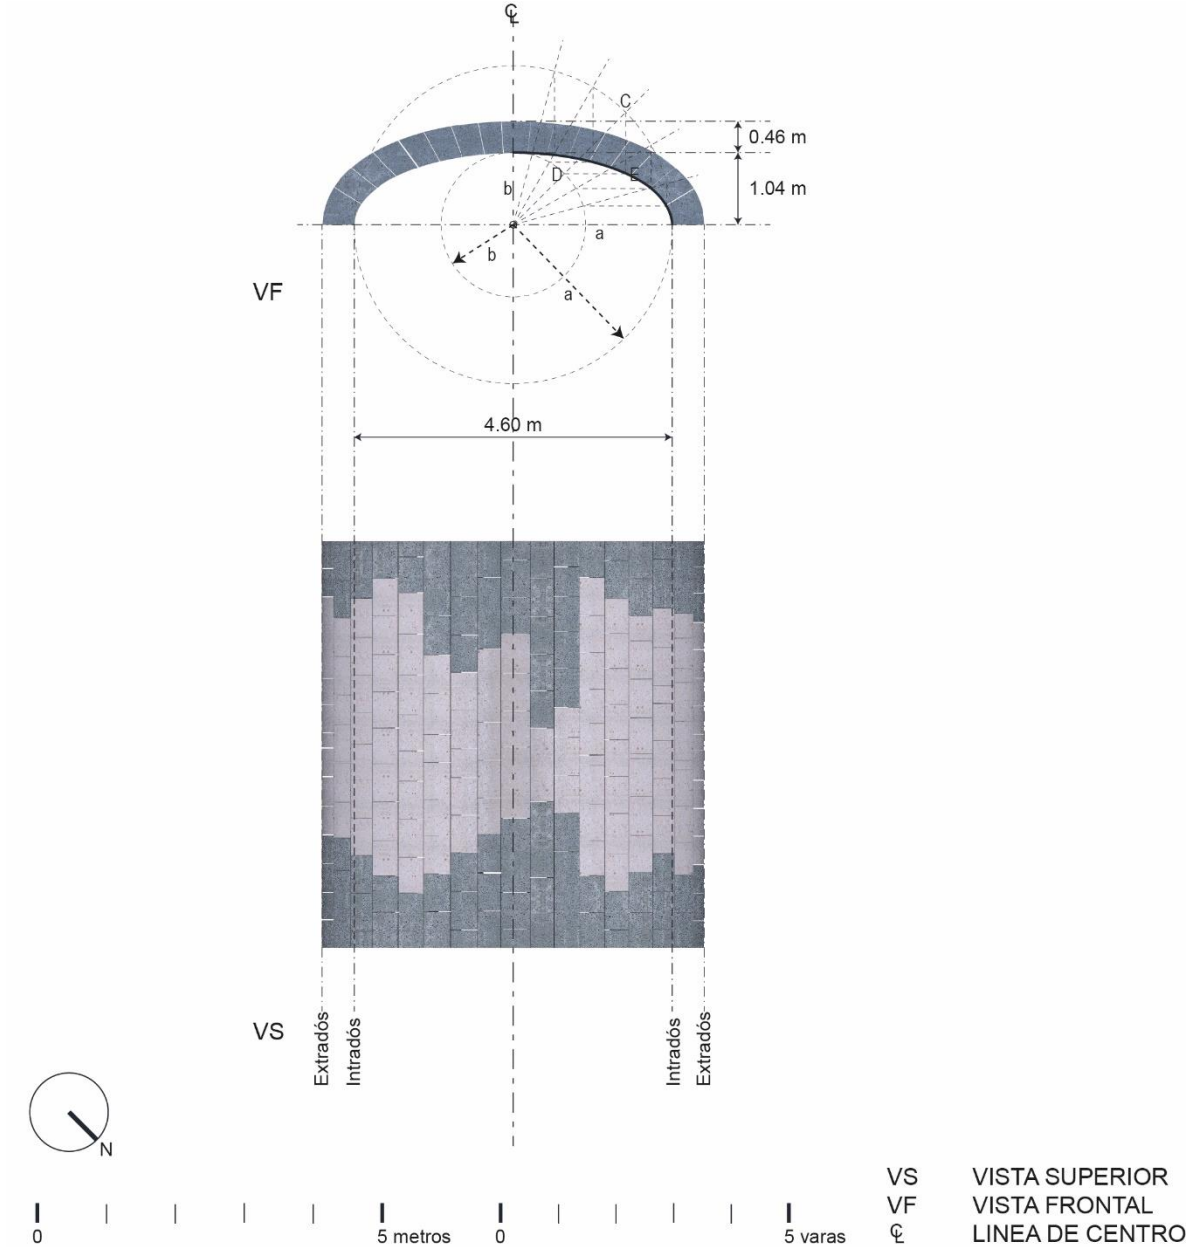 ℄
C
0.46 m
D
E
b
1.04 m
a
b
VF
a
4.60 m
VS
Extradós
Intradós
Intradós
Extradós
N
VS VISTA SUPERIOR
VF VISTA FRONTAL
℄ LINEA DE CENTRO
0 5 metros 0 5 varas